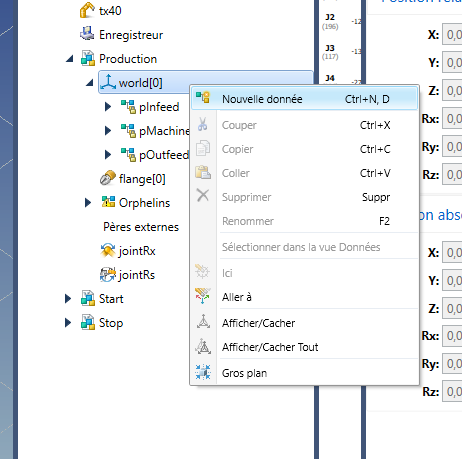 tx40
Enregistreur
Production
world[0]
pInfeed
pMachine
pOutfeed
flange[0]
Orphelins
Pères externes
jointRx
jointRs
Start
Stop
Nouvelle donnée Ctrl+N, D
Couper Ctrl+X
Copier Ctrl+C
Coller Ctrl+V
Supprimer Suppr
Renommer F2
Sélectionner dans la vue Données
Ici
Aller à
Afficher/Cacher
Afficher/Cacher Tout
Gros plan
J2
(196)
-12
J3
(117)
-12
J4
X: 0,0
Y: 0,0
Z: 0,0
Rx: 0,0
Ry: 0,0
Rz: 0,0
on abs
X: 0,0
Y: 0,0
Z: 0,0
Rx: 0,0
Ry: 0,0
Rz: 0,0